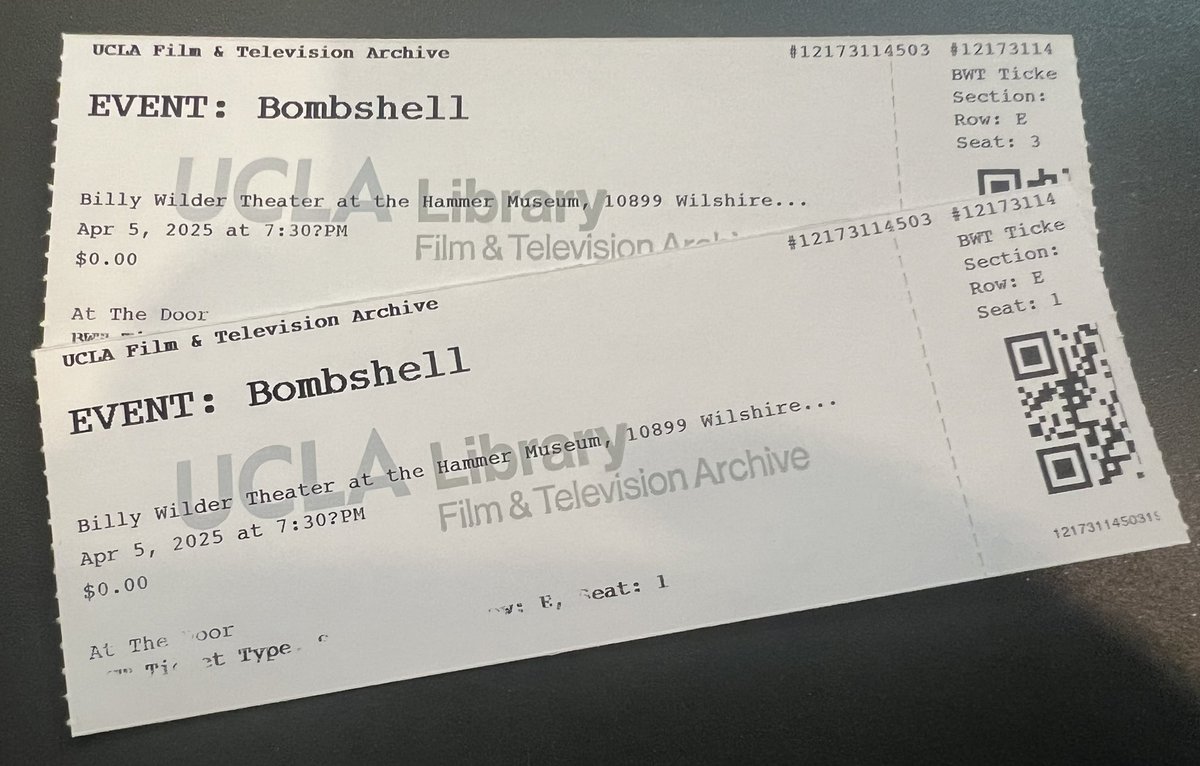 UCLA Film & Television Archive #12173114503 #12173114
BWT Ticke
EVENT: Bombshell Section:
Row: E
Seat: 3
UCLA Library
Billy Wilder Theater at the Hammer Museum, 10899 Wilshire...
Apr 5, 2025 at 7:30?PM
Film & Television
$0.00
At The Door
UCLA Film & Television Archive #12173114503 #12173114
BWT Ticke
Section:
Row: E
Seat: 1
EVENT: Bombshell
UCLA Library
Billy Wilder Theater at the Hammer Museum, 10899 Wilshire...
Film & Television Archive
Apr 5, 2025 at 7:30?PM
$0.00
E, Seat: 1
At The Door
Type